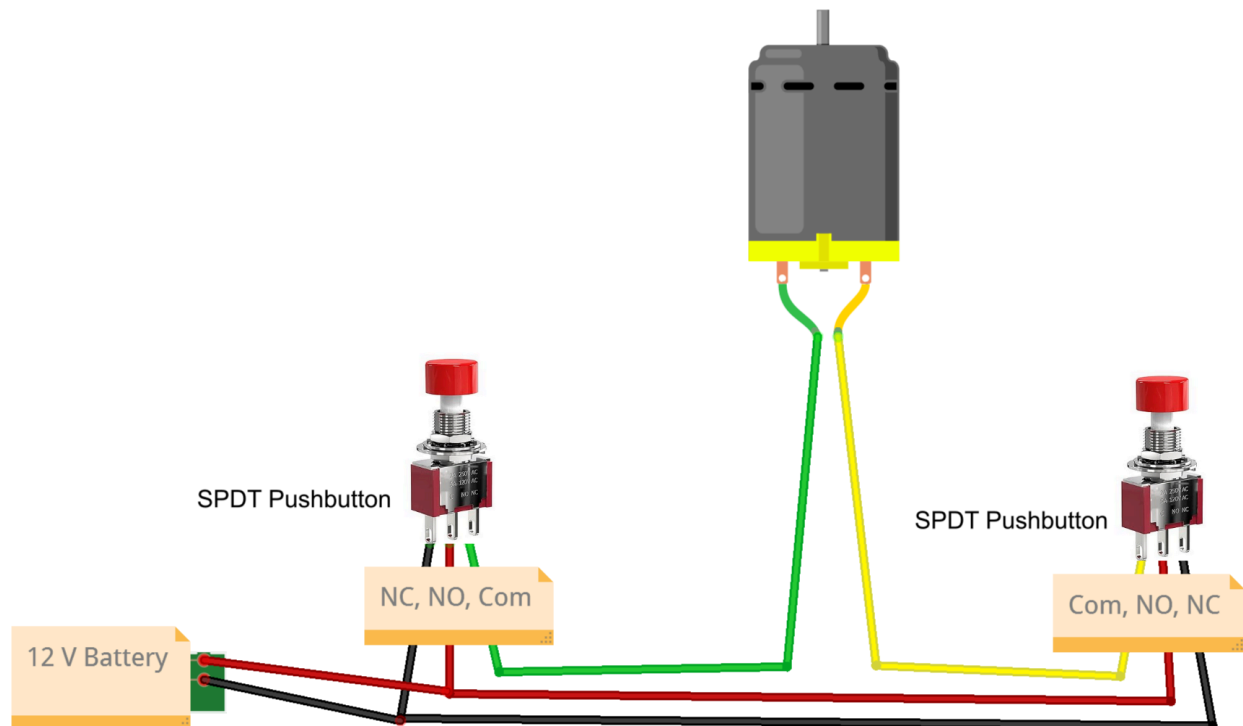 SPDT Pushbutton
NC, NO, Com
SPDT Pushbutton
Com, NO, NC
12 V Battery